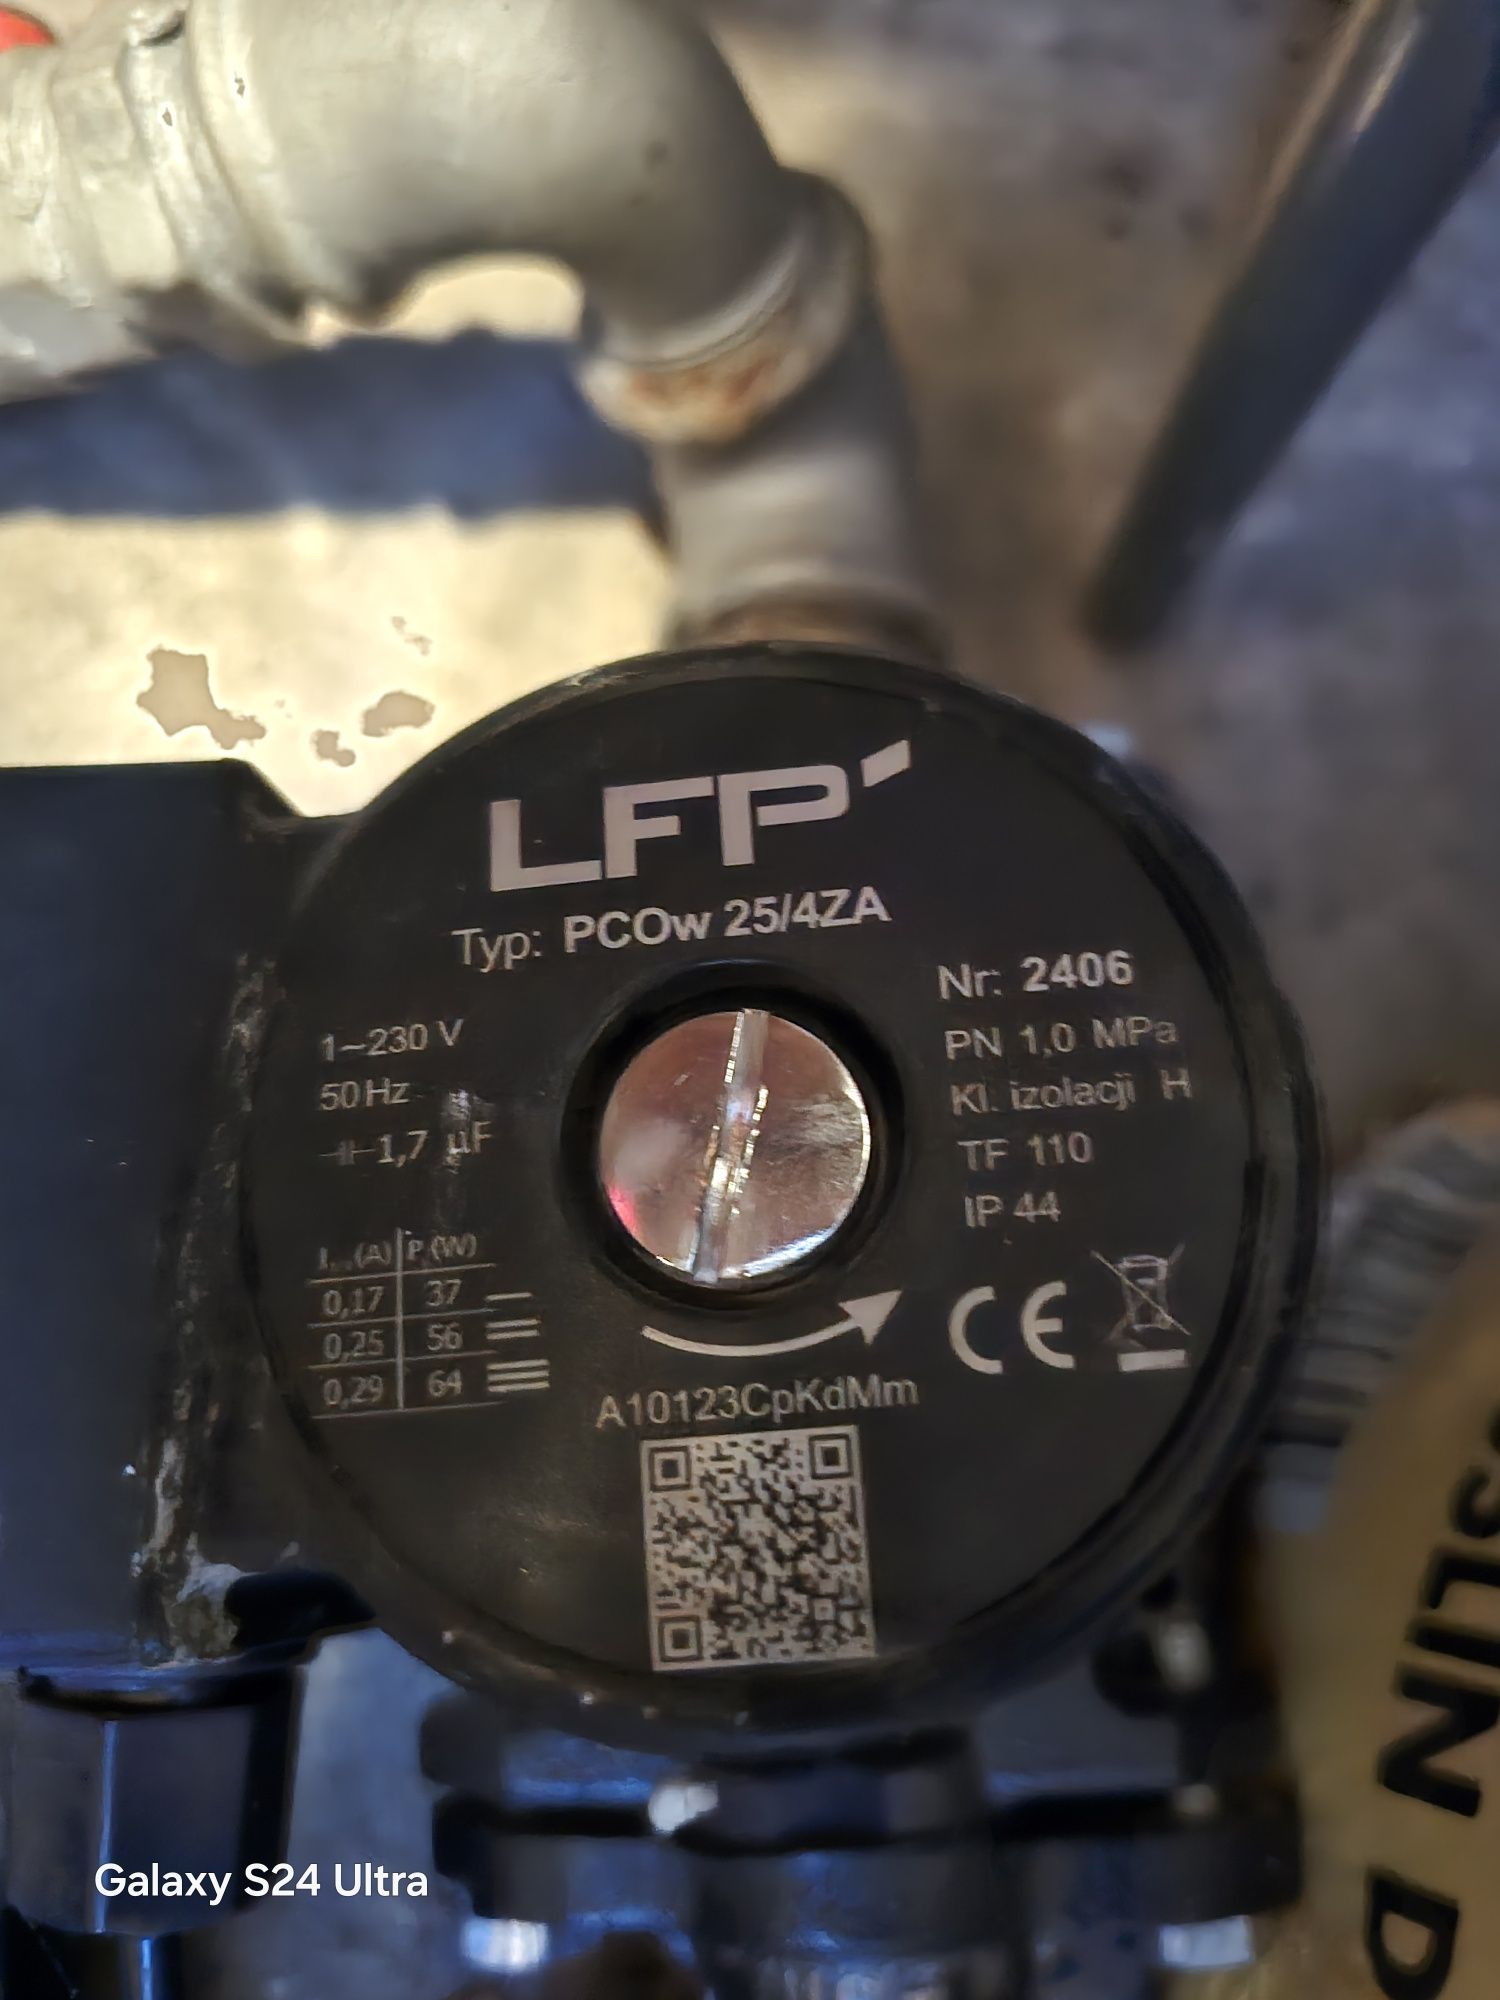 LFP
Typ: PCOw 25/4ZA
Nr: 2406
1~230 V
PN 1,0 MPa
50 Hz
Kl. izolacji H
1,7 µF
TF 110
IP 44
(A) P (W)
0,17 37
0,25 56
0,29 64
CE
A10123CpKdMm
SLIN D
Galaxy S24 Ultra